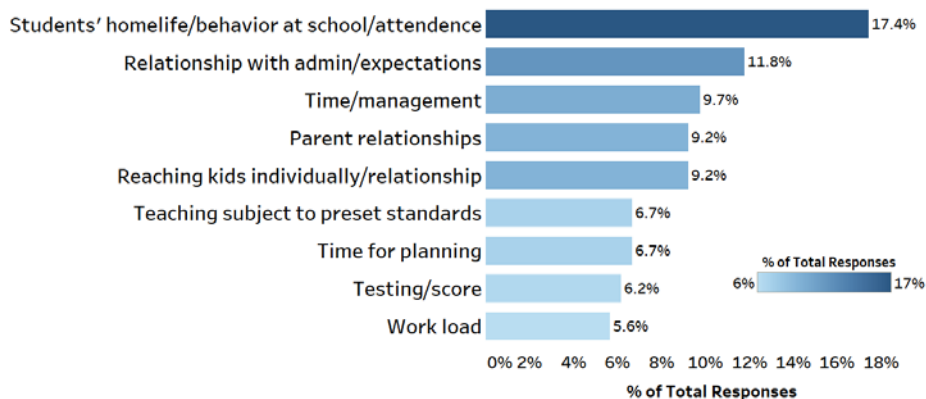 Students' homelife/behavior at school/attendence 17.4%
Relationship with admin/expectations 11.8%
Time/management 9.7%
Parent relationships 9.2%
Reaching kids individually/relationship 9.2%
Teaching subject to preset standards 6.7%
Time for planning 6.7%
% of Total Responses
6% 17%
Testing/score 6.2%
Work load 5.6%
0% 2% 4% 6% 8% 10% 12% 14% 16% 18%
% of Total Responses